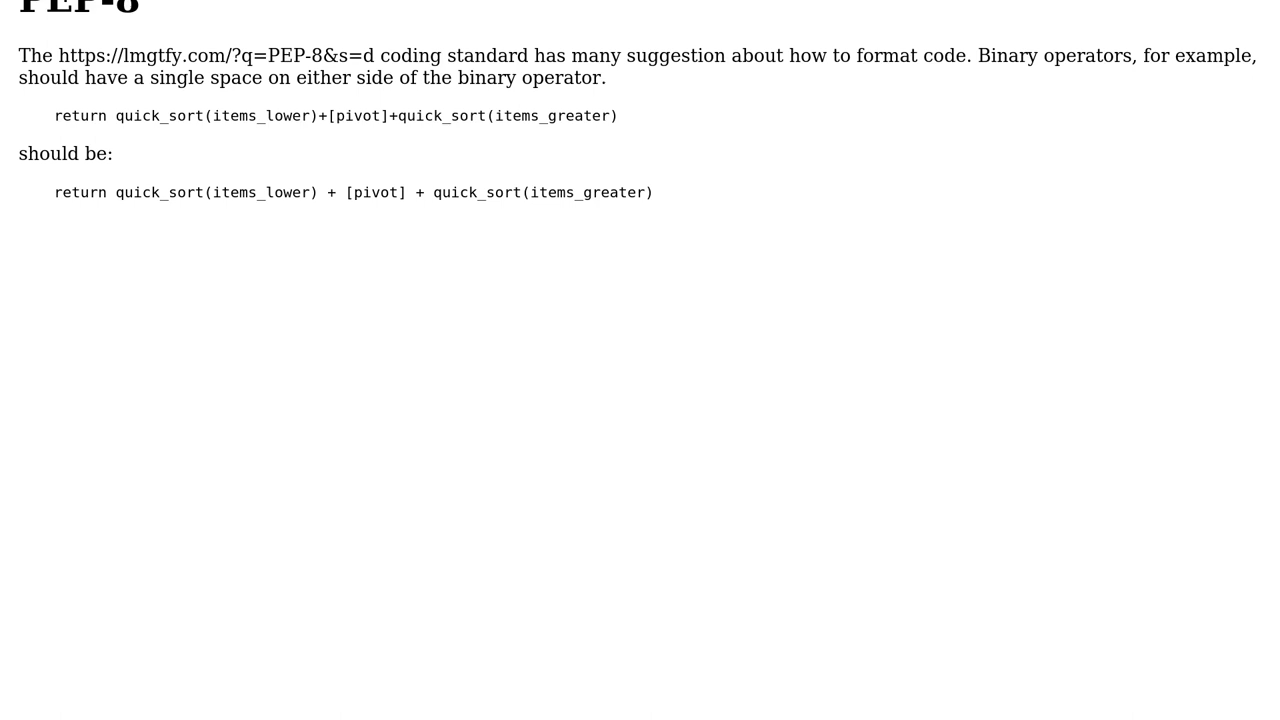 PEP-8
The https://lmgtfy.com/?q=PEP-8&s=d coding standard has many suggestion about how to format code. Binary operators, for example,
should have a single space on either side of the binary operator.
return quick_sort(items_lower)+[pivot]+quick_sort(items_greater)
should be:
return quick_sort(items_lower) + [pivot] + quick_sort(items_greater)